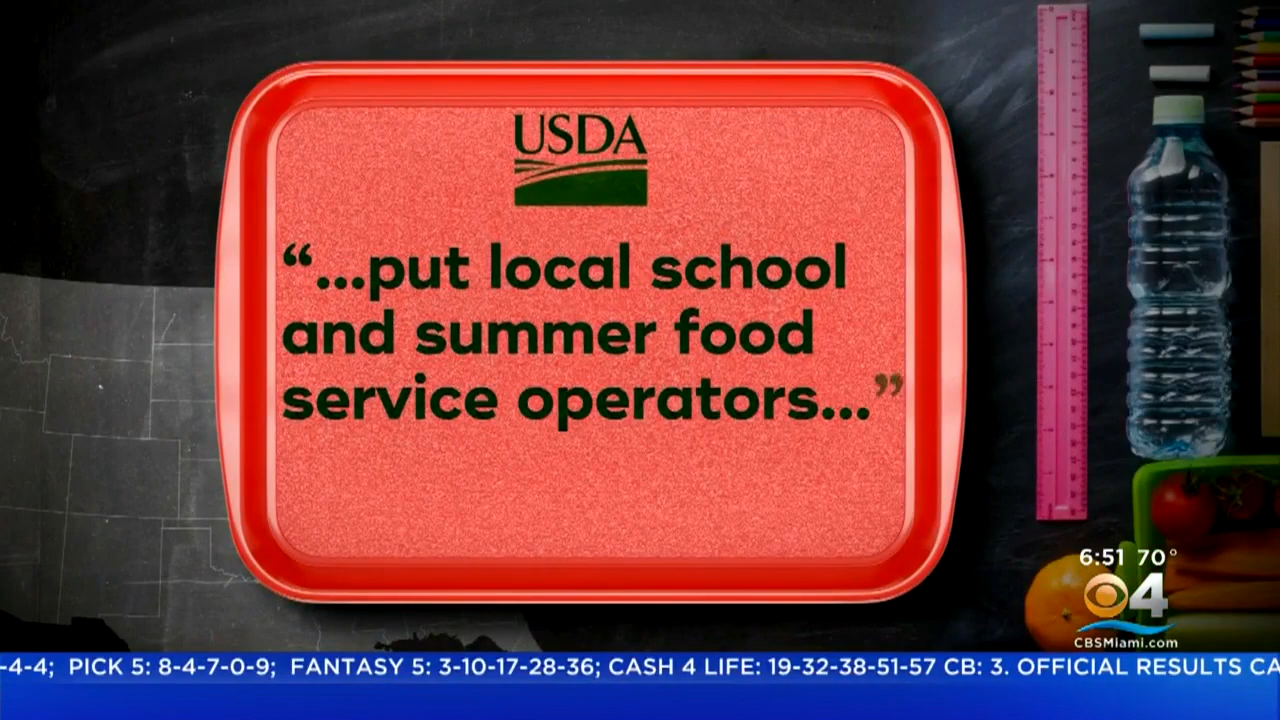 USDA
“...put local school
and summer food
service operators...”
6:51 70°
4
CBSMiami.com
-4-4; PICK 5: 8-4-7-0-9; FANTASY 5: 3-10-17-28-36; CASH 4 LIFE: 19-32-38-51-57 CB: 3. OFFICIAL RESULTS CA